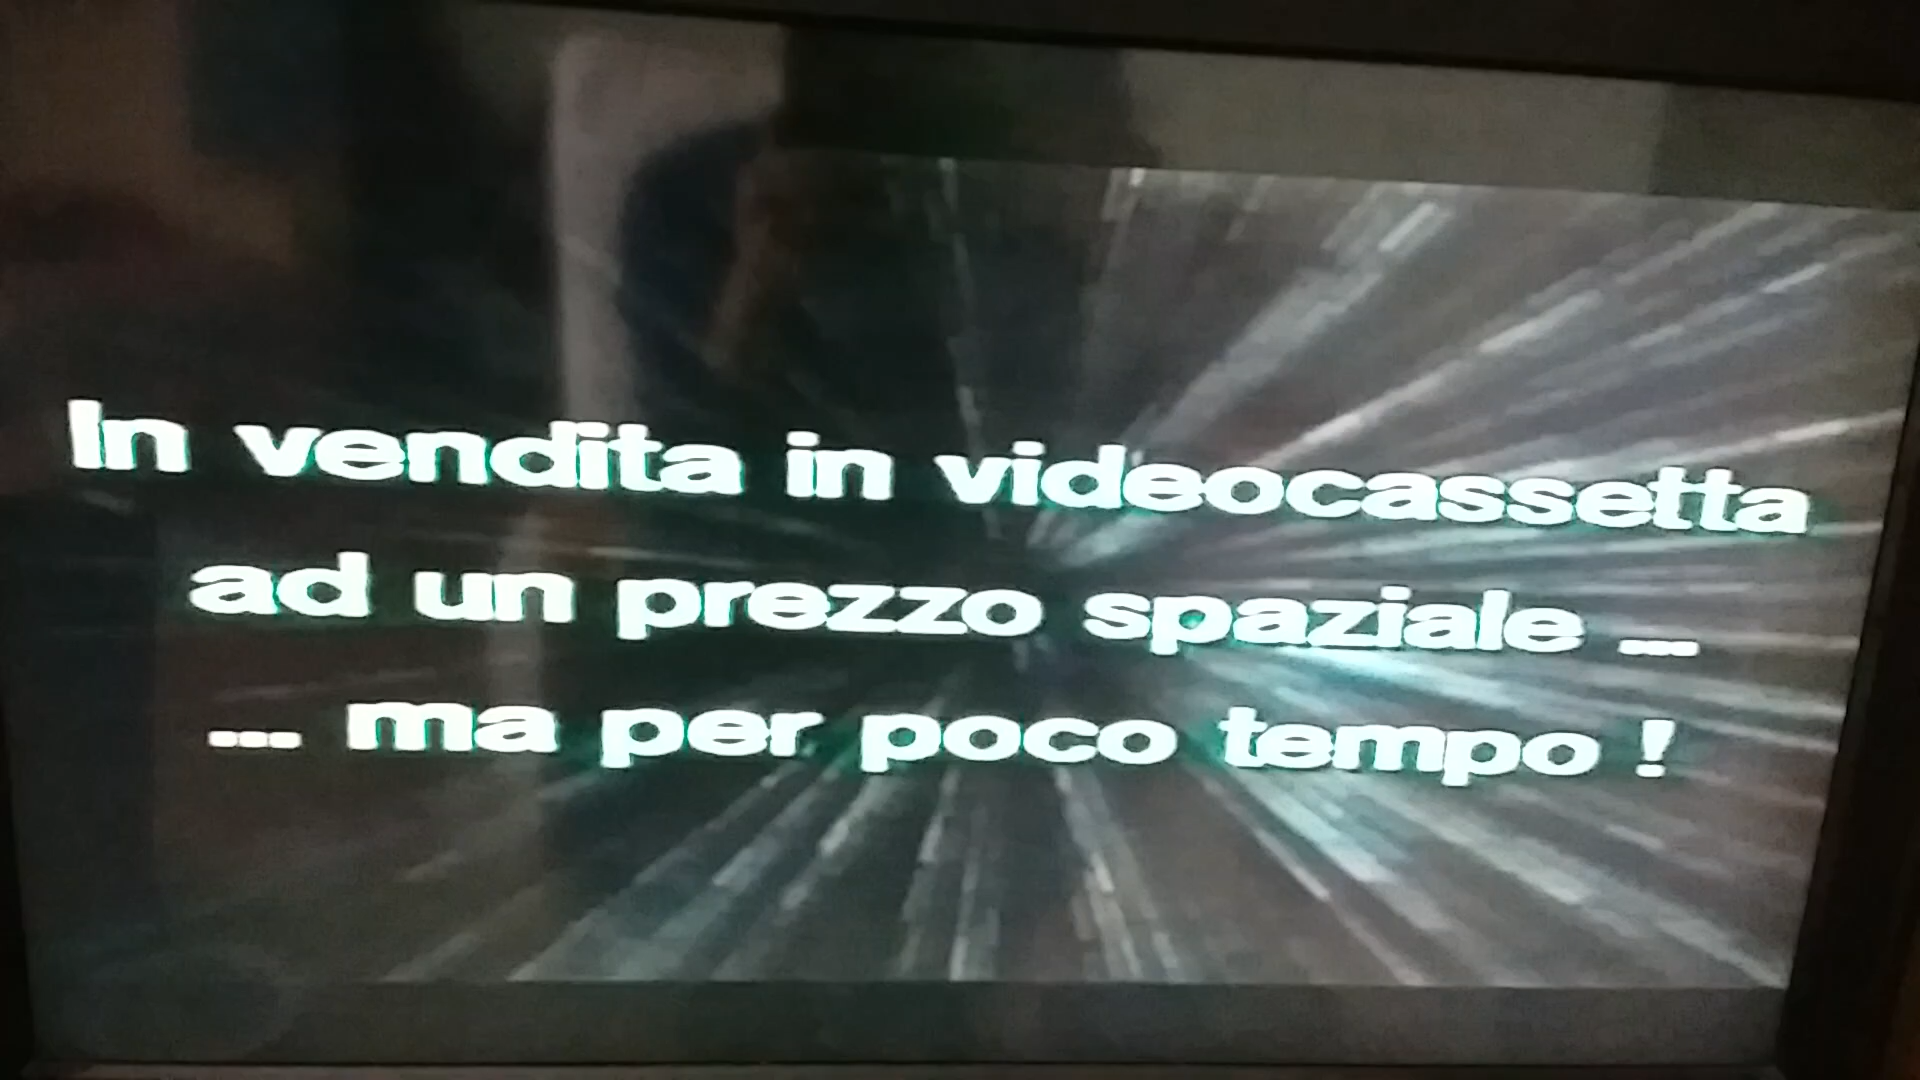 In vendita in videocassetta
ad un prezzo spaziale ...
... ma per poco tempo !